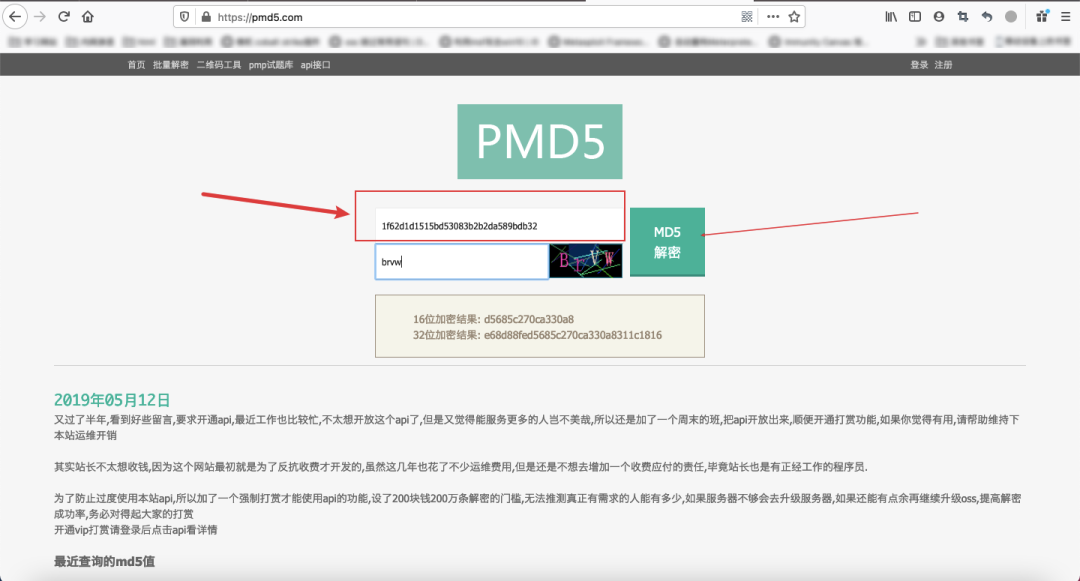 https://pmd5.com
首页 批量解密 二维码工具 pmp试题库 api接口
登录 注册
PMD5
1f62d1d1515bd53083b2b2da589bdb32
MD5
解密
brvw
BrVW
16位加密结果: d5685c270ca330a8
32位加密结果: e68d88fed5685c270ca330a8311c1816
2019年05月12日
又过了半年,看到好些留言,要求开通api,最近工作也比较忙,不太想开放这个api了,但是又觉得能服务更多的人岂不美哉,所以还是加了一个周末的班,把api开放出来,顺便开通打赏功能,如果你觉得有用,请帮助维持下
本站运维开销
其实站长不太想收钱,因为这个网站最初就是为了反抗收费才开发的,虽然这几年也花了不少运维费用,但是还是不想去增加一个收费应付的责任,毕竟站长也是有正经工作的程序员.
为了防止过度使用本站api,所以加了一个强制打赏才能使用api的功能,设了200块钱200万条解密的门槛,无法推测真正有需求的人能有多少,如果服务器不够会去升级服务器,如果还能有点余再继续升级oss,提高解密
成功率,务必对得起大家的打赏
开通vip打赏请登录后点击api看详情
最近查询的md5值